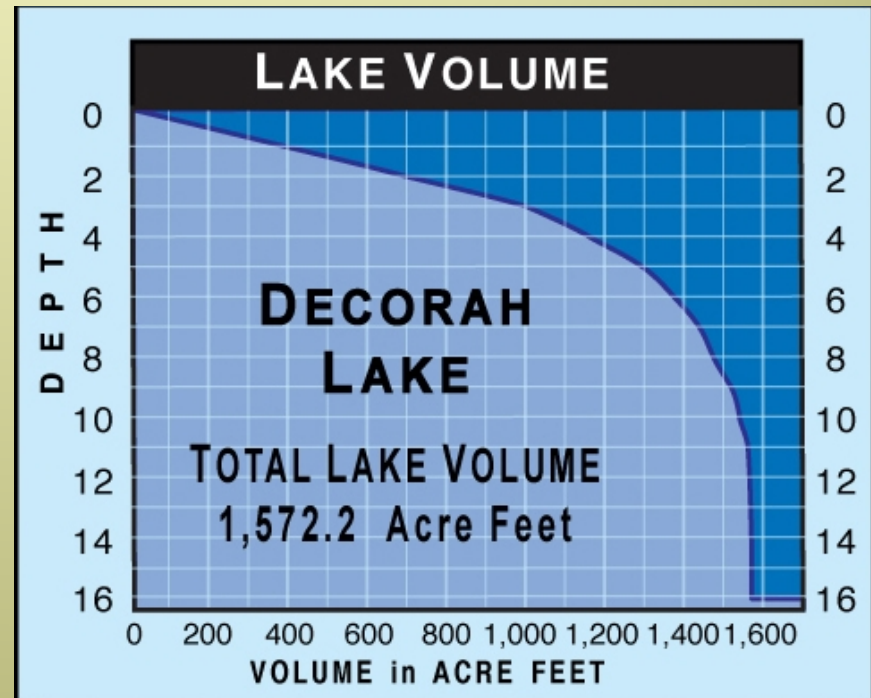 LAKE VOLUME
0 0
2 2
4 4
6 6
8 8
10 10
12 12
14 14
16 16
DEPTH
DECORAH
LAKE
TOTAL LAKE VOLUME
1,572.2 Acre Feet
0 200 400 600 800 1,000 1,200 1,400 1,600
VOLUME in ACRE FEET